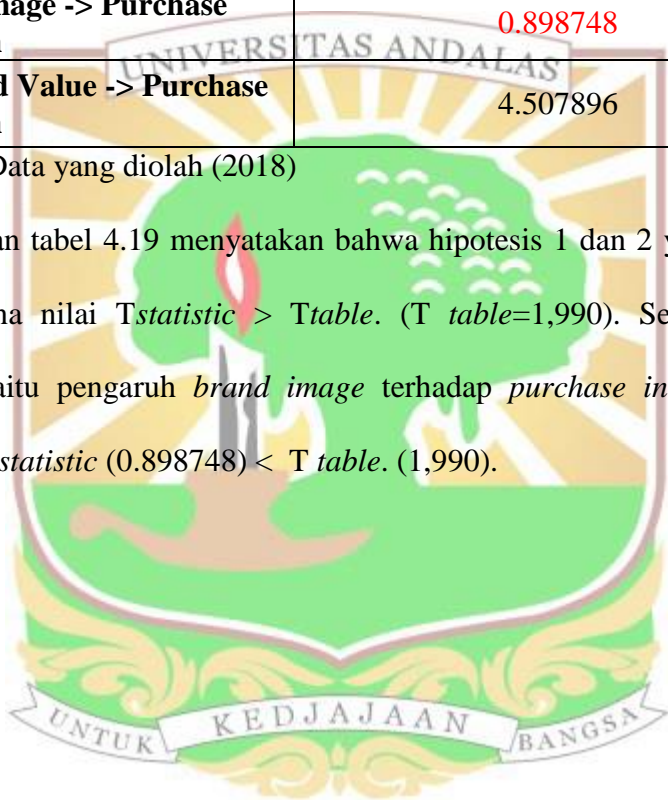 mage -> Purchase
0.898748
UNIVERSITAS ANDALAS
d Value -> Purchase
4.507896
Data yang diolah (2018)
an tabel 4.19 menyatakan bahwa hipotesis 1 dan 2 y
na nilai Tstatistic > Ttable. (T table=1,990). Se
aitu pengaruh brand image terhadap purchase in
statistic (0.898748) < T table. (1,990).
UNTUK KEDJAJAAN BANGSA